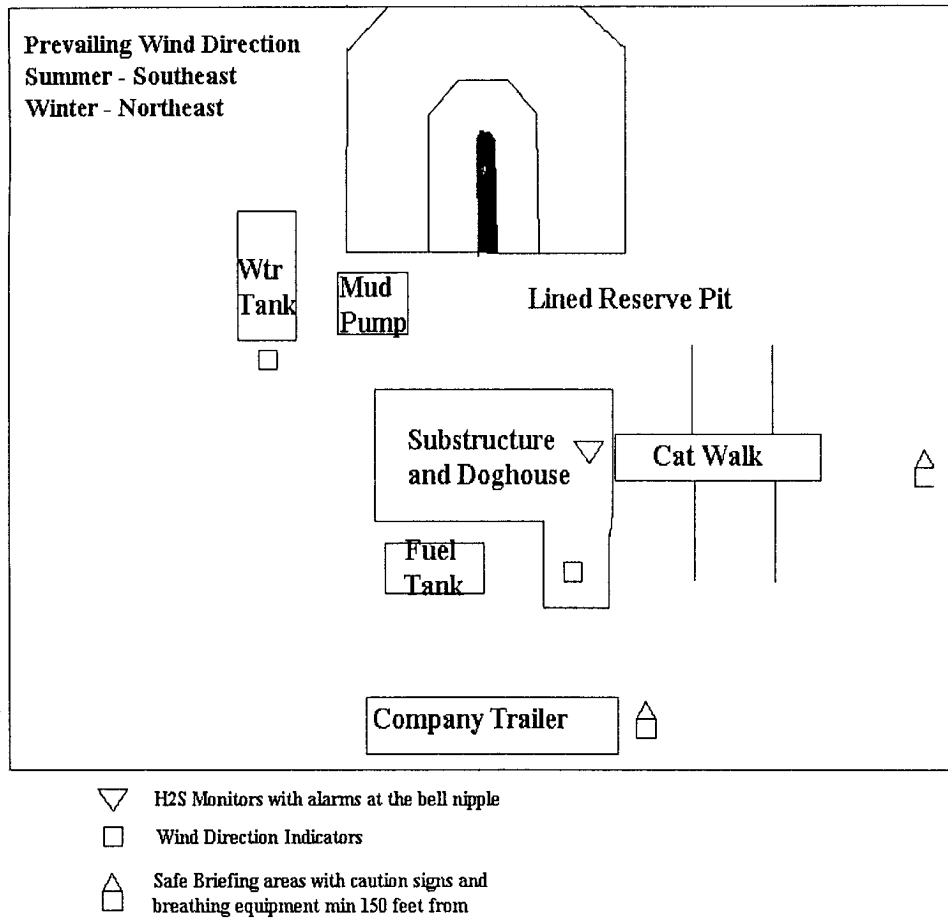 Prevailing Wind Direction
Summer - Southeast
Winter - Northeast
Wtr
Tank
Mud
Pump
Lined Reserve Pit
Substructure
and Doghouse
Cat Walk
Fuel
Tank
Company Trailer
H2S Monitors with alarms at the bell nipple
Wind Direction Indicators
Safe Briefing areas with caution signs and
breathing equipment min 150 feet from